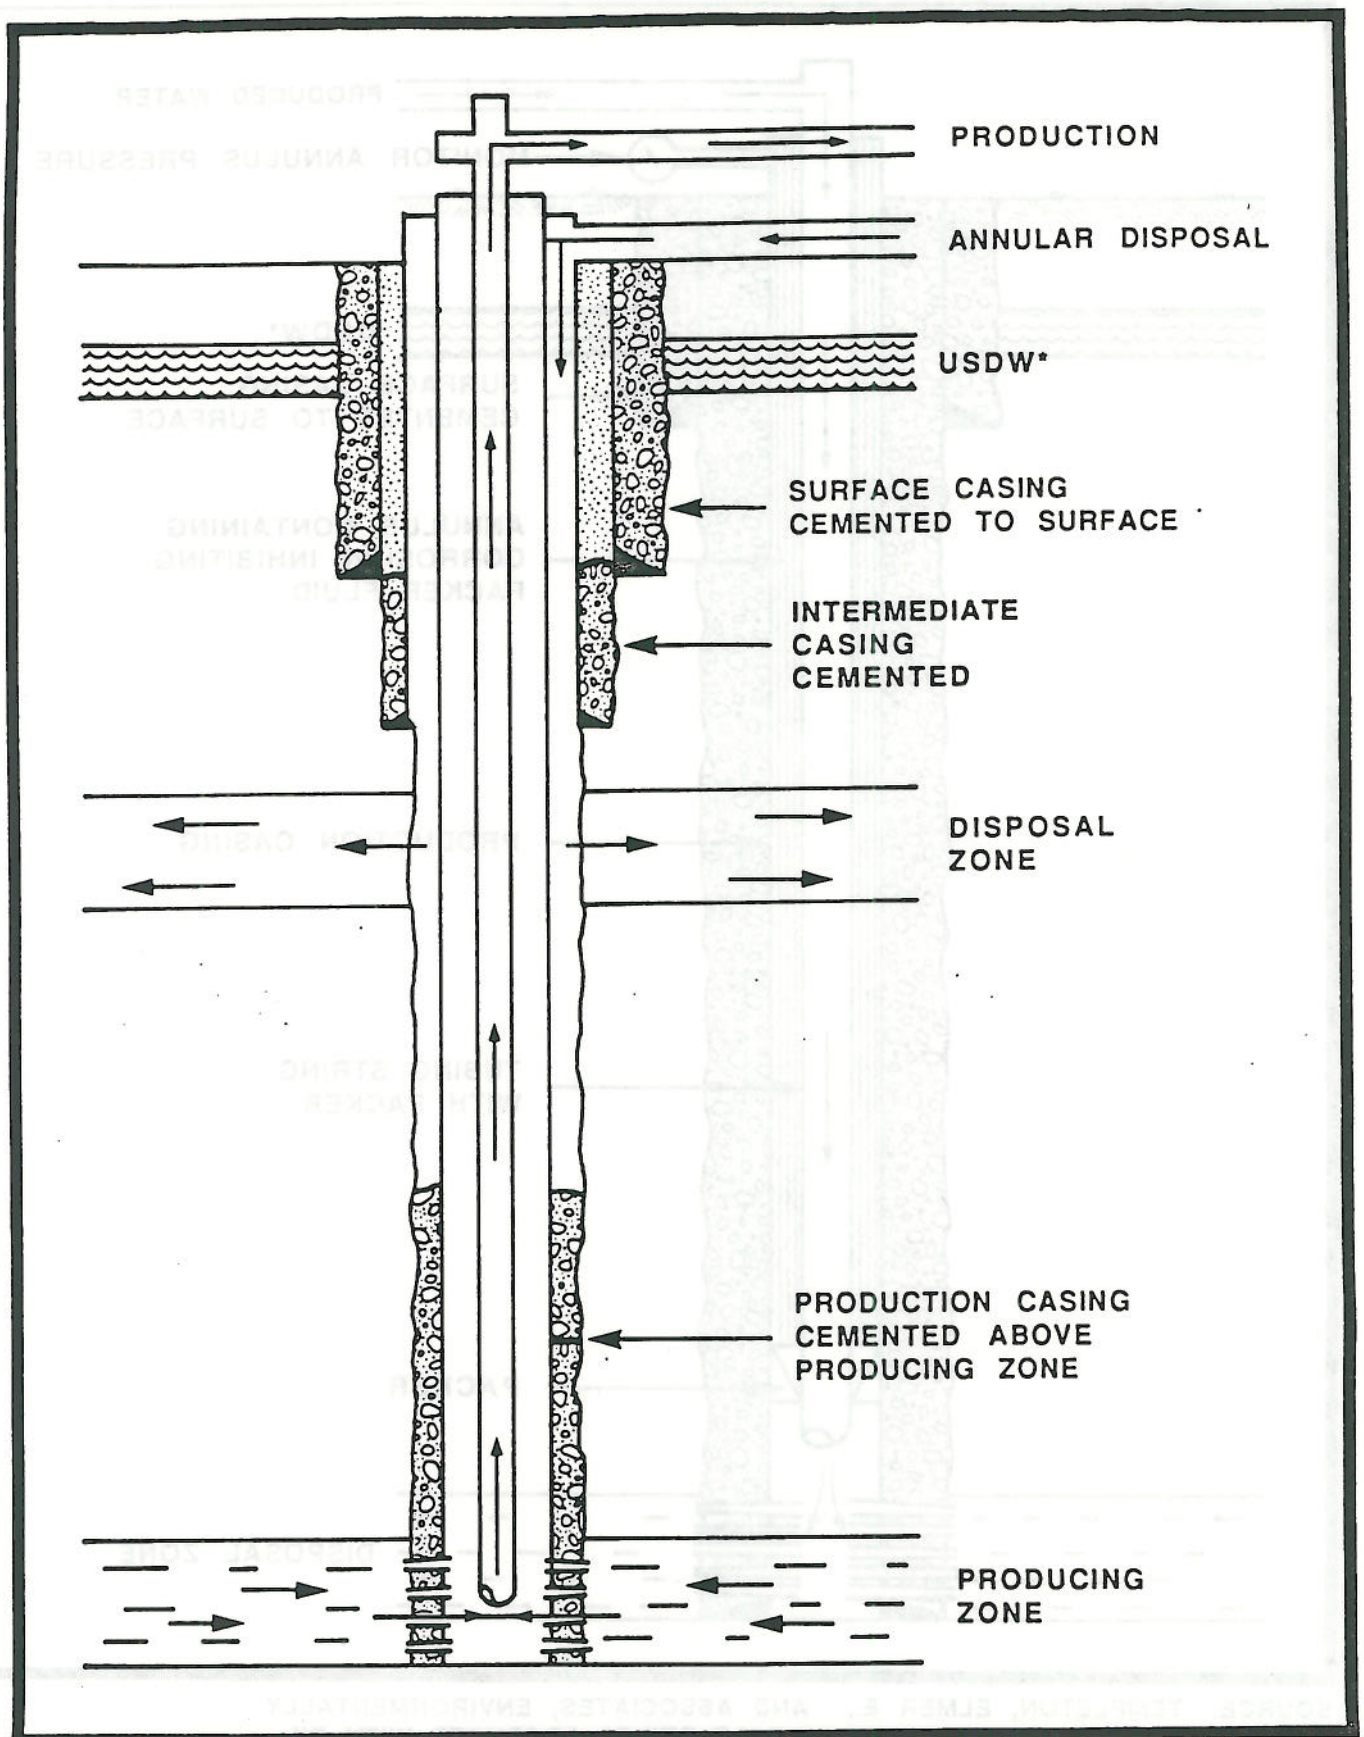 PRODUCTION
ANNULAR DISPOSAL
USDW*
SURFACE CASING
CEMENTED TO SURFACE
INTERMEDIATE
CASING
CEMENTED
DISPOSAL
ZONE
PRODUCTION CASING
CEMENTED ABOVE
PRODUCING ZONE
PRODUCING
ZONE